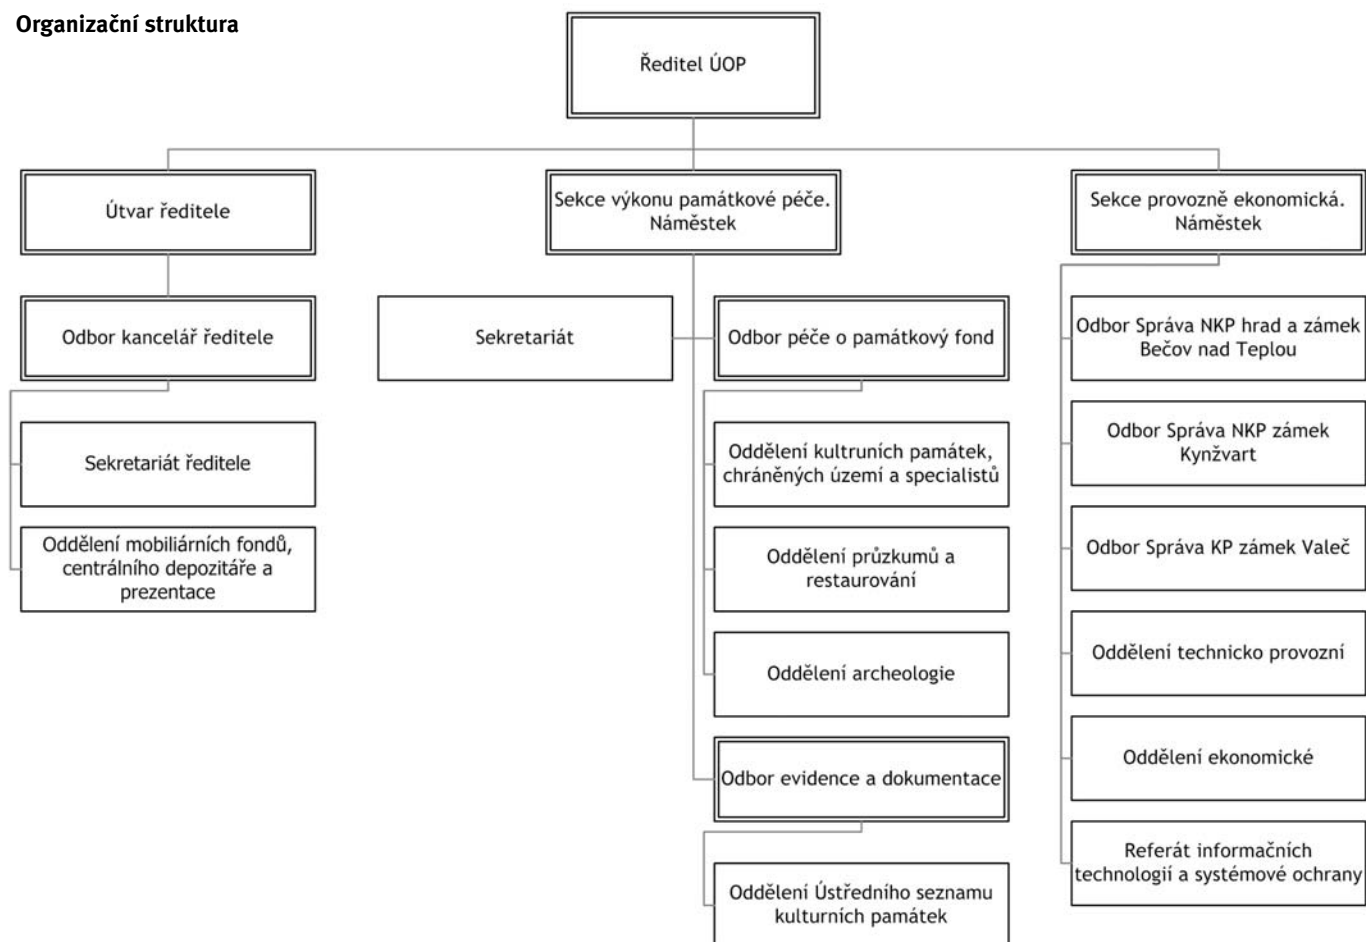 Organizační struktura
Ředitel ÚOP
Útvar ředitele
Sekce výkonu památkové péče.
Náměstek
Sekce provozně ekonomická.
Náměstek
Odbor kancelář ředitele
Sekretariát ředitele
Oddělení mobiliárních fondů,
centrálního depozitáře a
prezentace
Sekretariát
Odbor péče o památkový fond
Oddělení kultruních památek,
chráněných území a specialistů
Oddělení průzkumů a
restaurování
Oddělení archeologie
Odbor evidence a dokumentace
Oddělení Ústředního seznamu
kulturních památek
Odbor Správa NKP hrad a zámek
Bečov nad Teplou
Odbor Správa NKP zámek
Kynžvart
Odbor Správa KP zámek Valeč
Oddělení technicko provozní
Oddělení ekonomické
Referát informačních
technologií a systémové ochrany